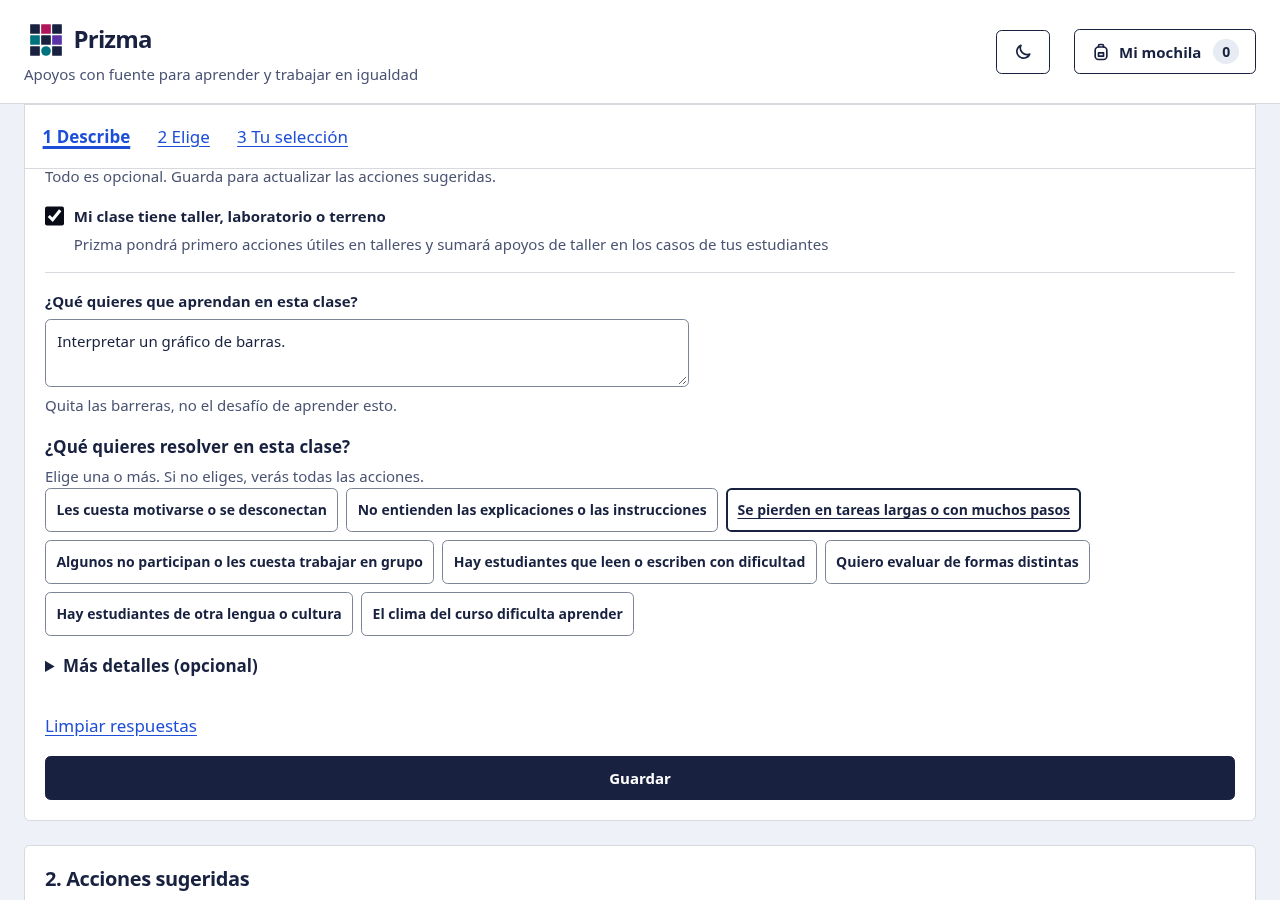 Prizma
Apoyos con fuente para aprender y trabajar en igualdad
Mi mochila 0
1 Describe 2 Elige 3 Tu selección
Todo es opcional. Guarda para actualizar las acciones sugeridas.
Mi clase tiene taller, laboratorio o terreno
Prizma pondrá primero acciones útiles en talleres y sumará apoyos de taller en los casos de tus estudiantes
¿Qué quieres que aprendan en esta clase?
Interpretar un gráfico de barras.
Quita las barreras, no el desafío de aprender esto.
¿Qué quieres resolver en esta clase?
Elige una o más. Si no eliges, verás todas las acciones.
Les cuesta motivarse o se desconectan No entienden las explicaciones o las instrucciones Se pierden en tareas largas o con muchos pasos
Algunos no participan o les cuesta trabajar en grupo Hay estudiantes que leen o escriben con dificultad Quiero evaluar de formas distintas
Hay estudiantes de otra lengua o cultura El clima del curso dificulta aprender
Más detalles (opcional)
Limpiar respuestas
Guardar
2. Acciones sugeridas